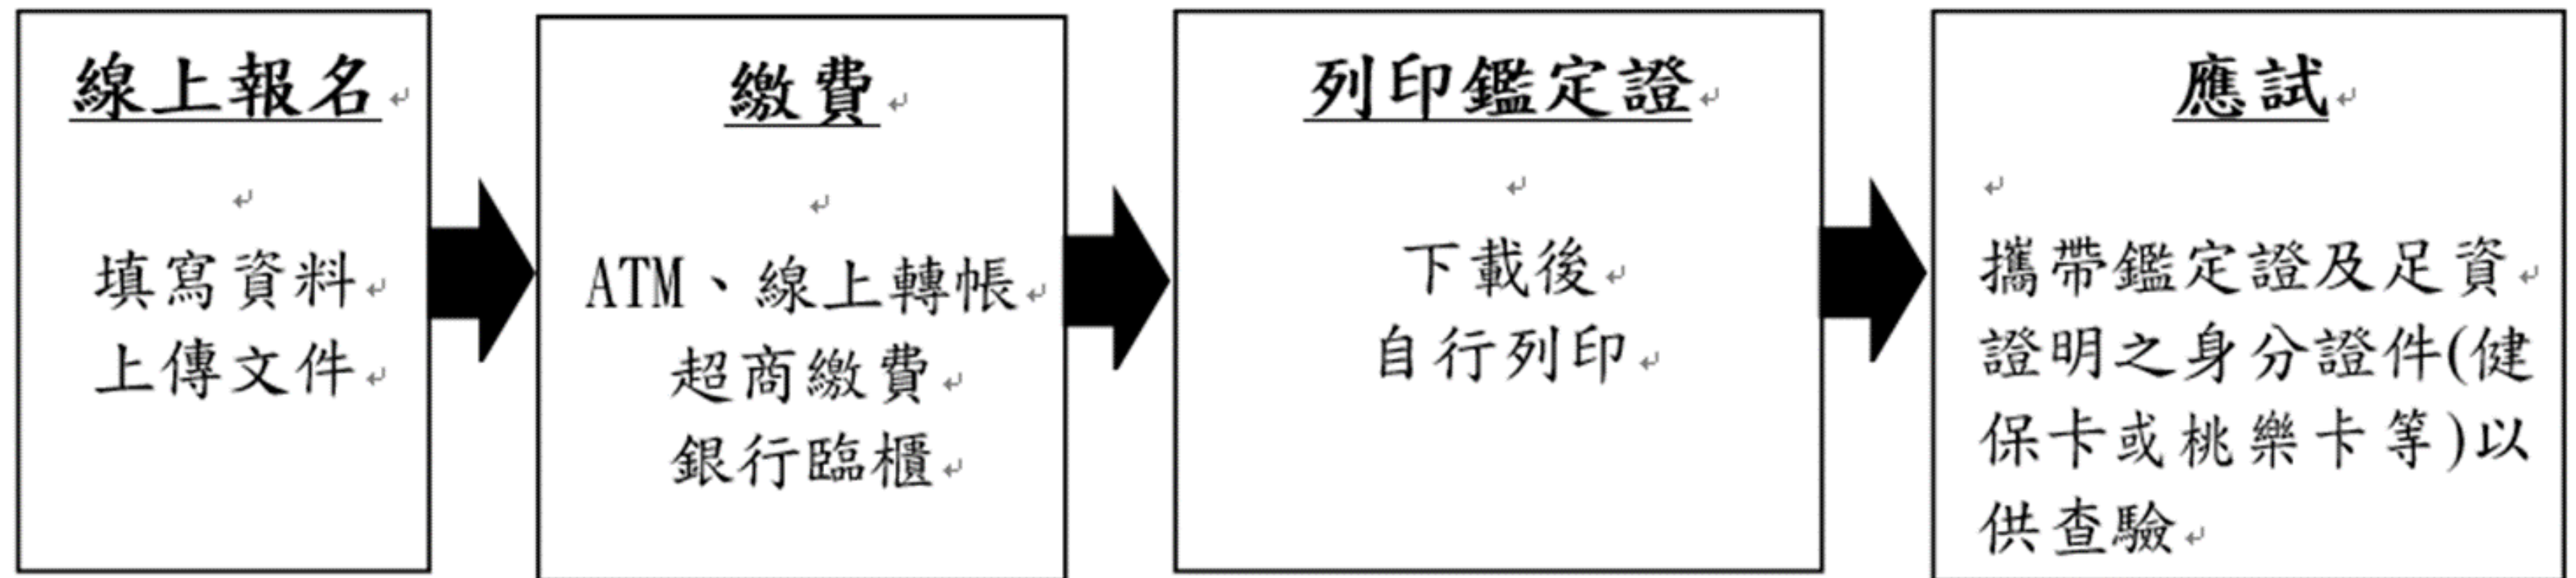 線上報名
填寫資料
上傳文件
繳費
ATM、線上轉帳
超商繳費
銀行臨櫃
列印鑑定證
下載後
自行列印
應試
攜帶鑑定證及足資
證明之身分證件(健
保卡或桃樂卡等)以
供查驗